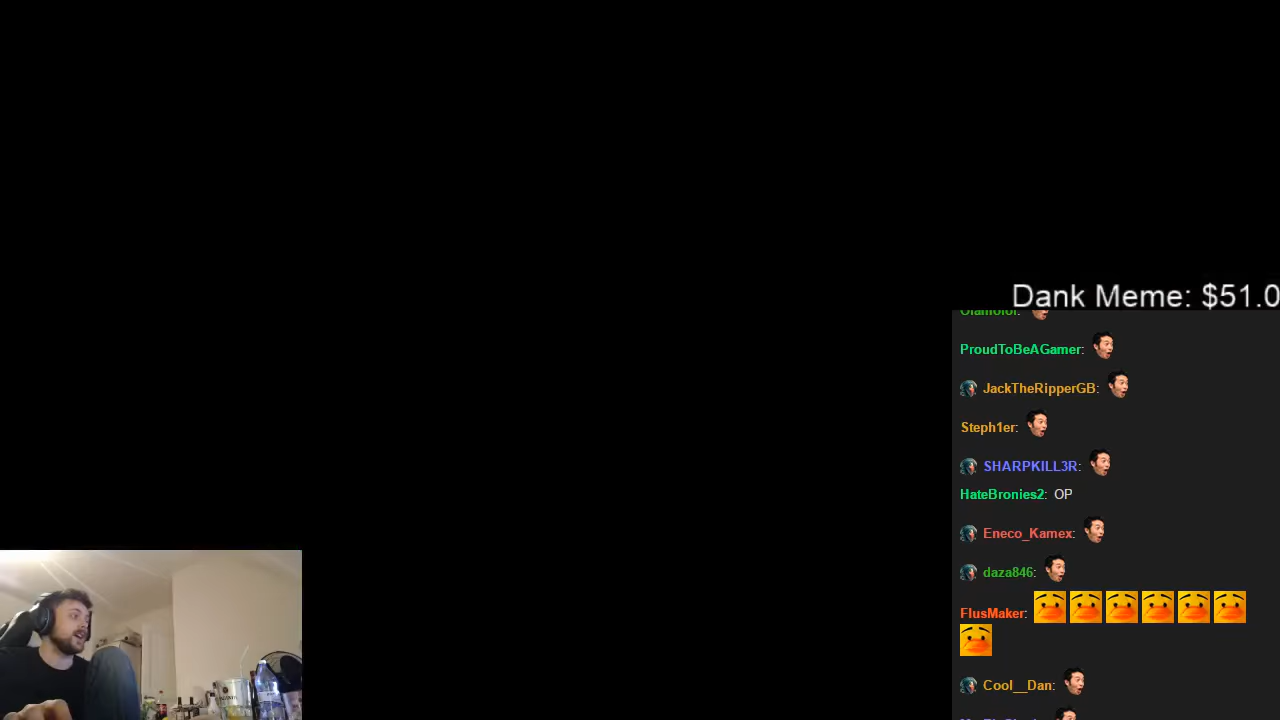 Dank Meme: $51.0
ProudToBeAGamer:
JackTheRipperGB:
Steph1er:
SHARPKILL3R:
HateBronies2: OP
Eneco_Kamex:
daza846:
FlusMaker:
Cool__Dan: